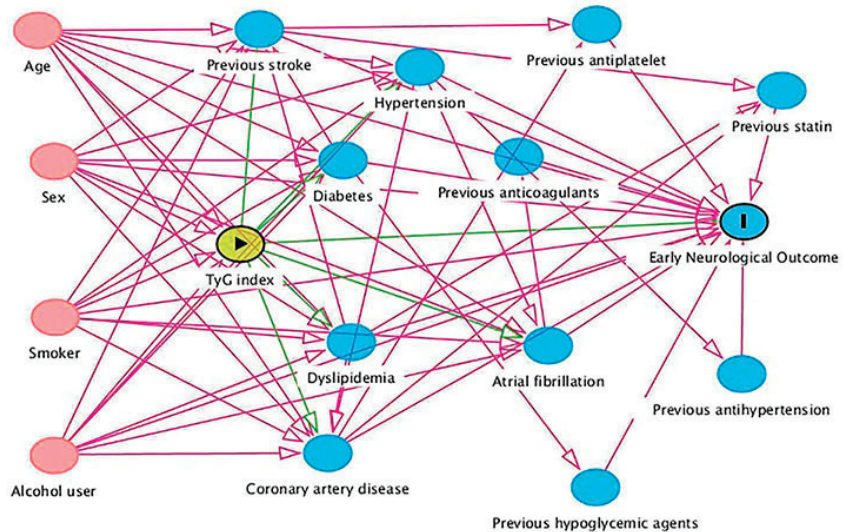 Age
Previous stroke
Previous antiplatelet
Hypertension
Previous statin
Sex
Diabetes
Previous anticoagulants
Early Neurological Outcome
TyG index
Smoker
Dyslipidemia
Atrial fibrillation
Previous antihypertension
Alcohol user
Coronary artery disease
Previous hypoglycemic agents